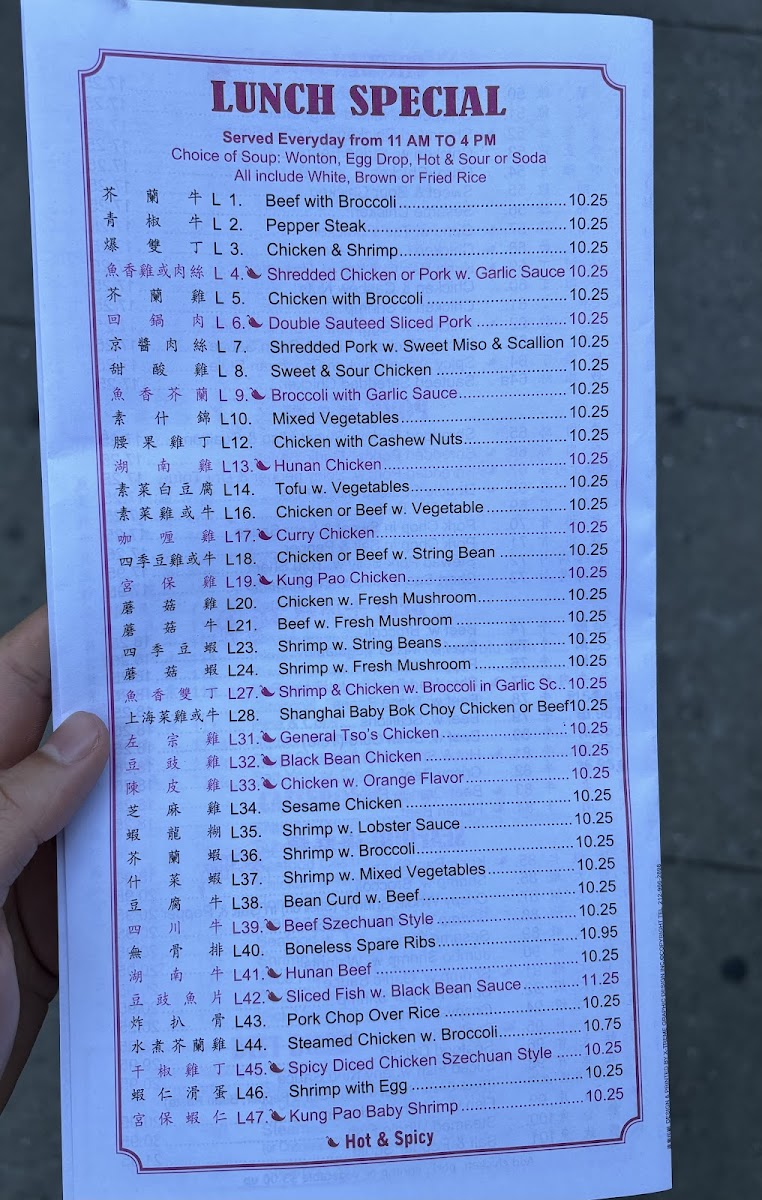 LUNCH SPECIAL
Served Everyday from 11 AM TO 4 PM
Choice of Soup: Wonton, Egg Drop, Hot & Sour or Soda
All include White, Brown or Fried Rice
芥蘭牛 L 1. Beef with Broccoli 10.25
青椒牛 L 2. Pepper Steak 10.25
爆雙丁 L 3. Chicken & Shrimp 10.25
魚香雞或肉絲 L 4. Shredded Chicken or Pork w. Garlic Sauce 10.25
芥蘭雞 L 5. Chicken with Broccoli 10.25
回鍋肉 L 6. Double Sauteed Sliced Pork 10.25
京醬肉絲 L 7. Shredded Pork w. Sweet Miso & Scallion 10.25
甜酸雞 L 8. Sweet & Sour Chicken 10.25
魚香芥蘭 L 9. Broccoli with Garlic Sauce 10.25
素什錦 L10. Mixed Vegetables 10.25
腰果雞丁 L12. Chicken with Cashew Nuts 10.25
湖南雞 L13. Hunan Chicken 10.25
素菜白豆腐 L14. Tofu w. Vegetables 10.25
素菜雞或牛 L16. Chicken or Beef w. Vegetable 10.25
咖喱雞 L17. Curry Chicken 10.25
四季豆雞或牛 L18. Chicken or Beef w. String Bean 10.25
宮保雞 L19. Kung Pao Chicken 10.25
蘑菇雞 L20. Chicken w. Fresh Mushroom 10.25
蘑菇牛 L21. Beef w. Fresh Mushroom 10.25
四季豆蝦 L23. Shrimp w. String Beans 10.25
蘑菇蝦 L24. Shrimp w. Fresh Mushroom 10.25
魚香雙丁 L27. Shrimp & Chicken w. Broccoli in Garlic Sc.. 10.25
上海菜雞或牛 L28. Shanghai Baby Bok Choy Chicken or Beef 10.25
左宗雞 L31. General Tso's Chicken 10.25
豆豉雞 L32. Black Bean Chicken 10.25
陳皮雞 L33. Chicken w. Orange Flavor 10.25
芝麻雞 L34. Sesame Chicken 10.25
蝦龍糊 L35. Shrimp w. Lobster Sauce 10.25
芥蘭蝦 L36. Shrimp w. Broccoli 10.25
什菜蝦 L37. Shrimp w. Mixed Vegetables 10.25
豆腐牛 L38. Bean Curd w. Beef 10.25
四川牛 L39. Beef Szechuan Style 10.25
無骨排 L40. Boneless Spare Ribs 10.95
湖南牛 L41. Hunan Beef 10.25
豆豉魚片 L42. Sliced Fish w. Black Bean Sauce 11.25
炸扒骨 L43. Pork Chop Over Rice 10.25
水煮芥蘭雞 L44. Steamed Chicken w. Broccoli 10.75
干椒雞丁 L45. Spicy Diced Chicken Szechuan Style 10.25
蝦仁滑蛋 L46. Shrimp with Egg 10.25
宮保蝦仁 L47. Kung Pao Baby Shrimp 10.25
Hot & Spicy